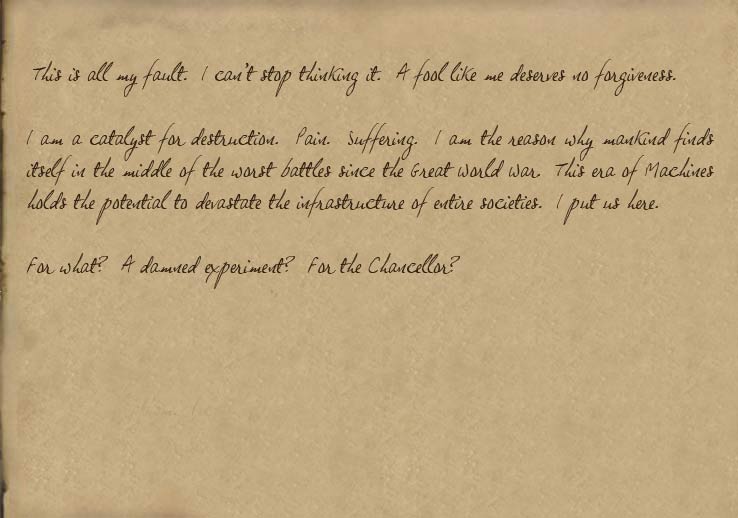 This is all my fault. I can't stop thinking it. A fool like me deserves no forgiveness.
I am a catalyst for destruction. Pain. Suffering. I am the reason why mankind finds
itself in the middle of the worst battles since the Great World War. This era of Machines
holds the potential to devastate the infrastructure of entire societies. I put us here.
For what? A damned experiment? For the Chancellor?